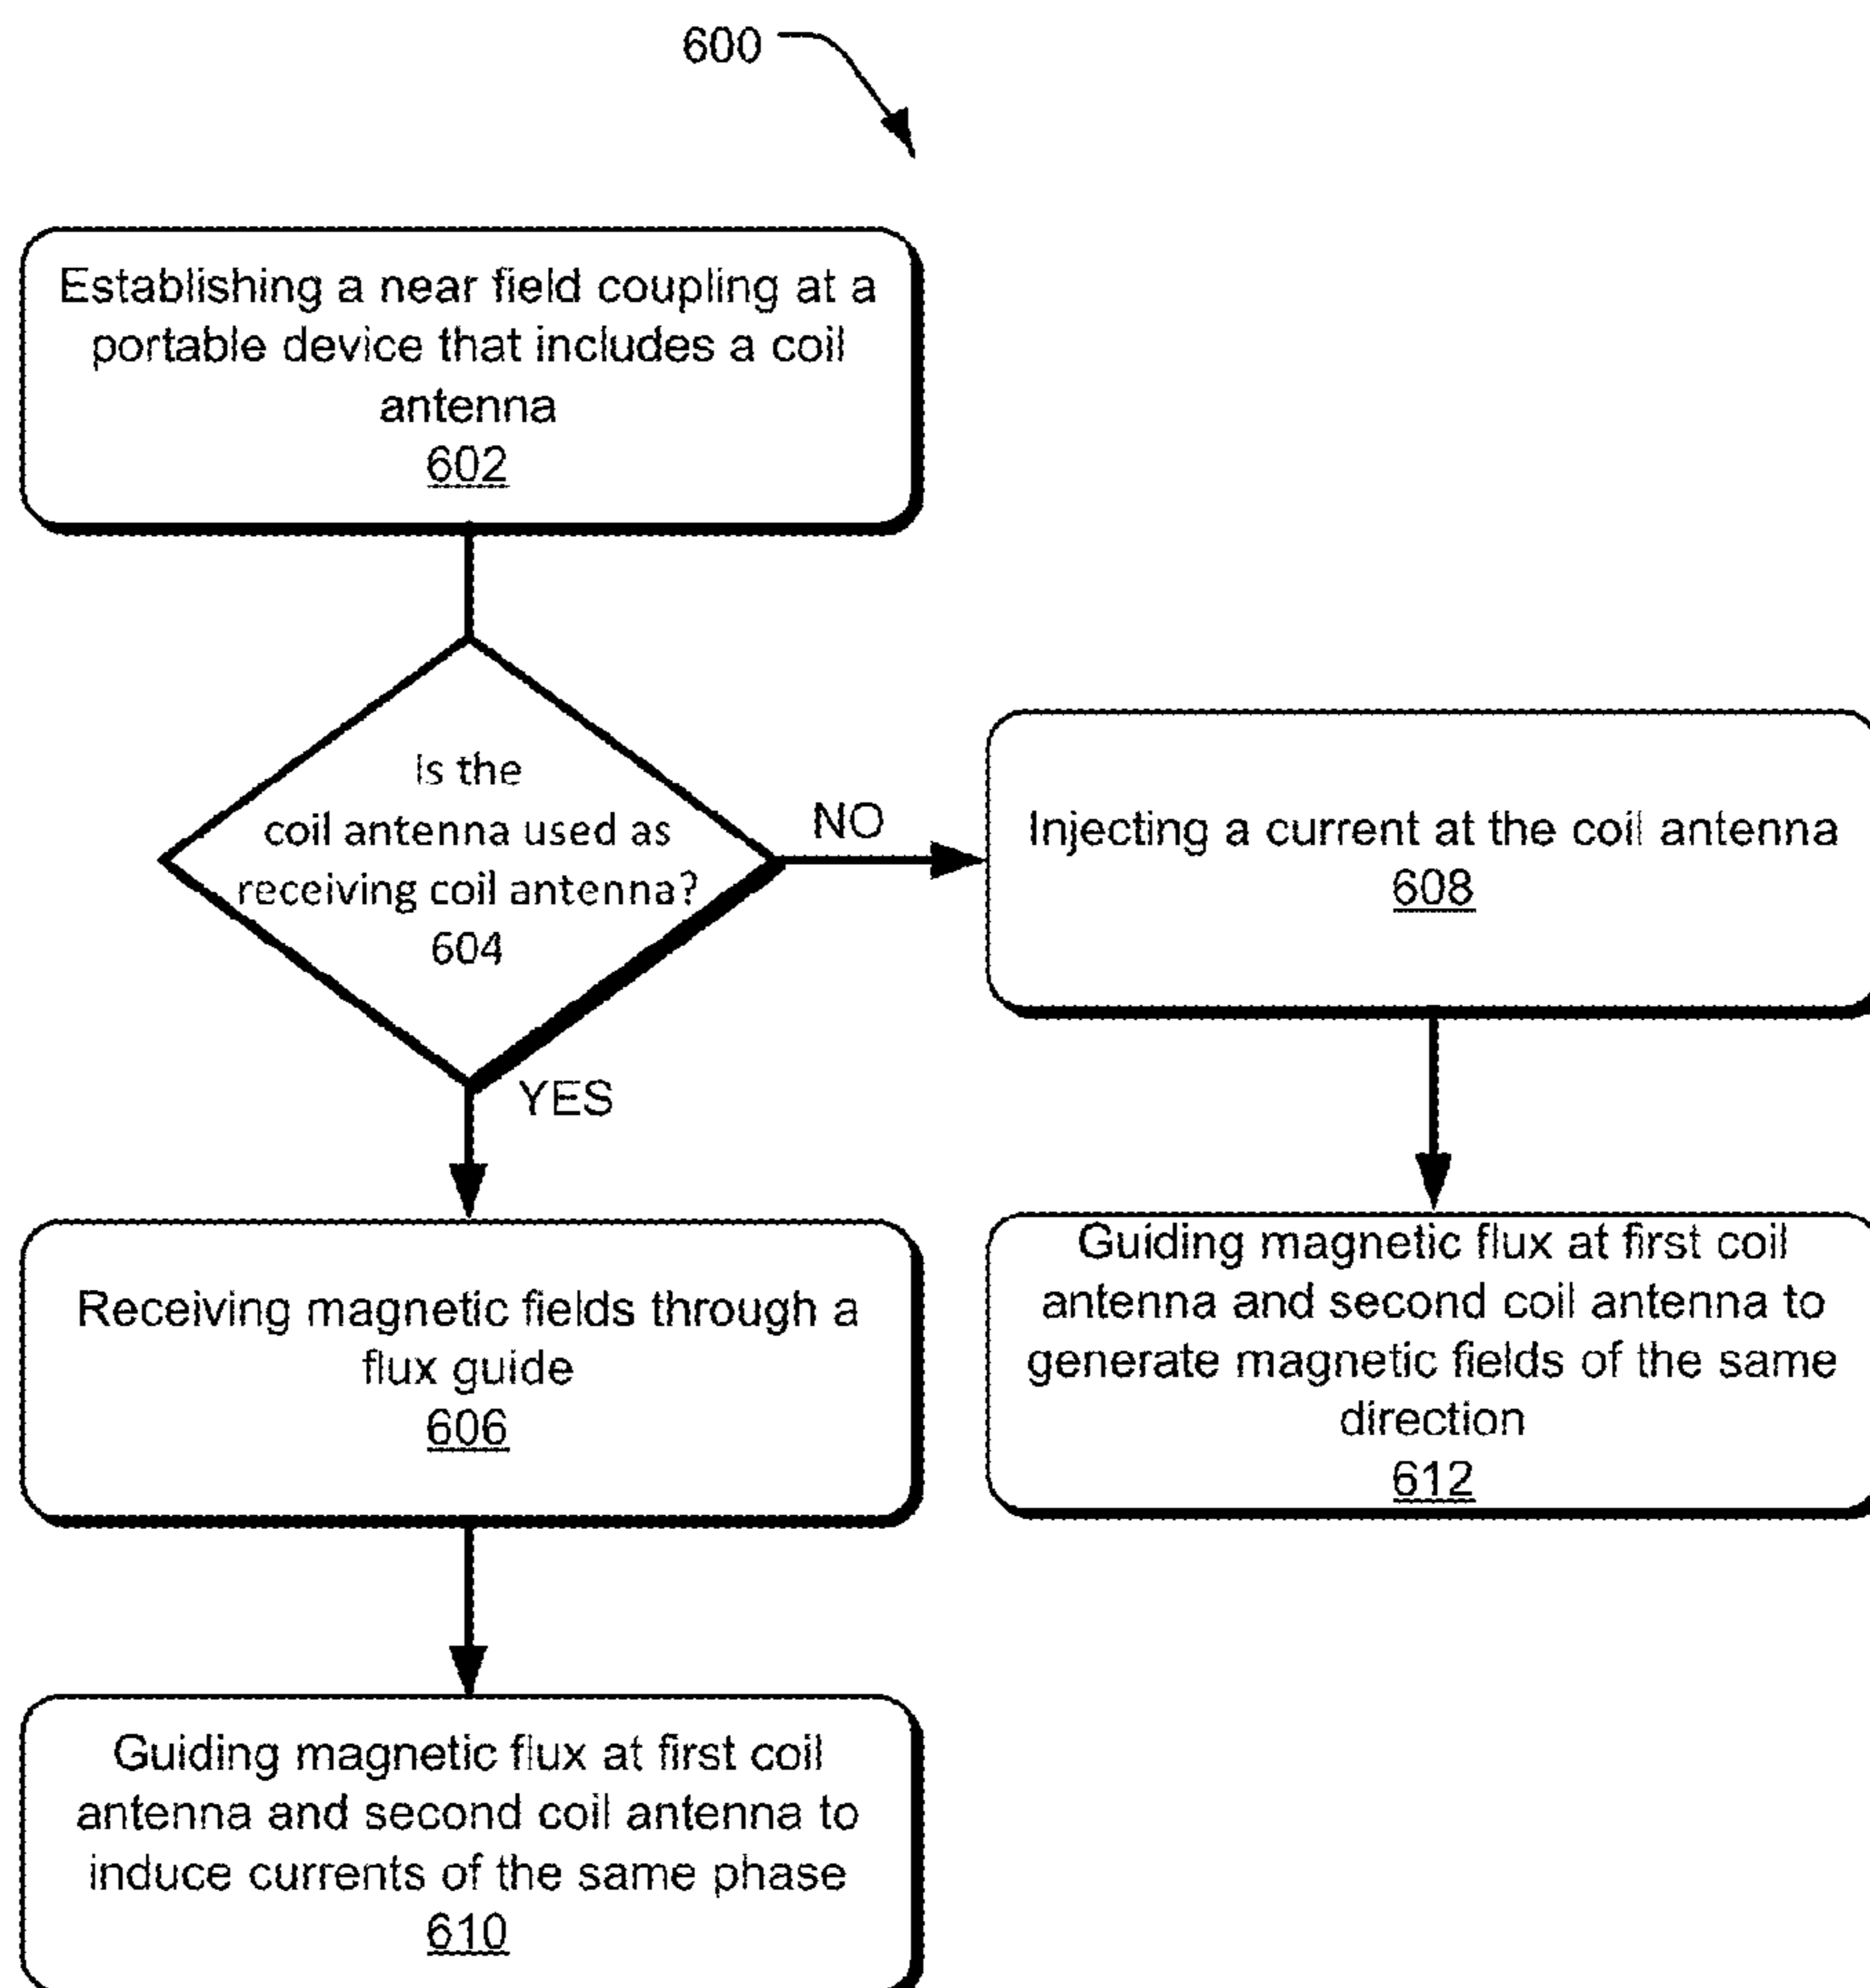 600
Establishing a near field coupling at a
portable device that includes a coil
antenna
602
Is the
coil antenna used as
receiving coil antenna?
604
NO
YES
Injecting a current at the coil antenna
608
Receiving magnetic fields through a
flux guide
606
Guiding magnetic flux at first coil
antenna and second coil antenna to
generate magnetic fields of the same
direction
612
Guiding magnetic flux at first coil
antenna and second coil antenna to
induce currents of the same phase
610